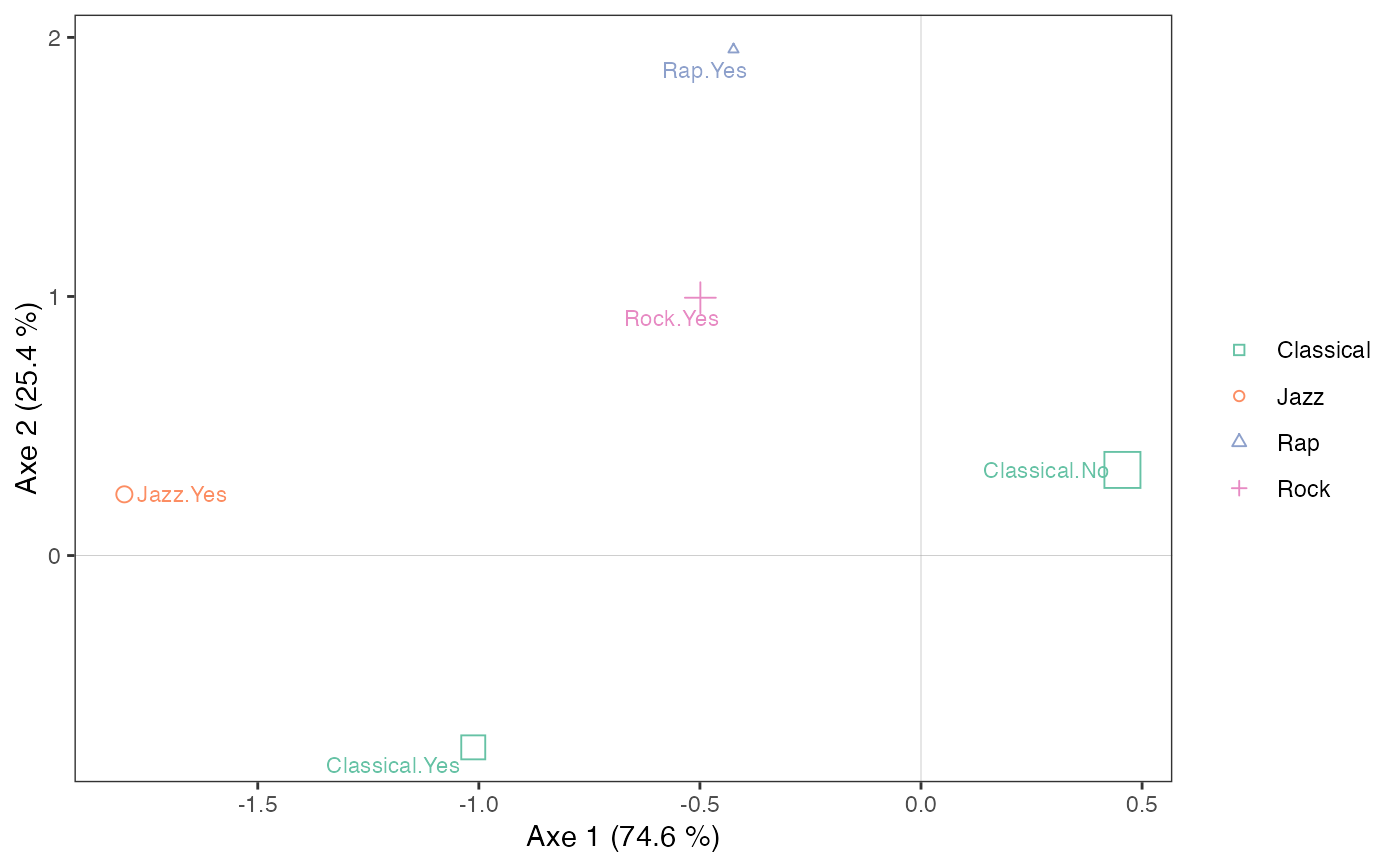 2
Rap.Yes
1
Rock.Yes
Classical.No
Jazz.Yes
0
Classical.Yes
-1.5
-1.0
-0.5
0.0
0.5
Axe 1 (74.6 %)
Axe 2 (25.4 %)
Classical
Jazz
Rap
Rock